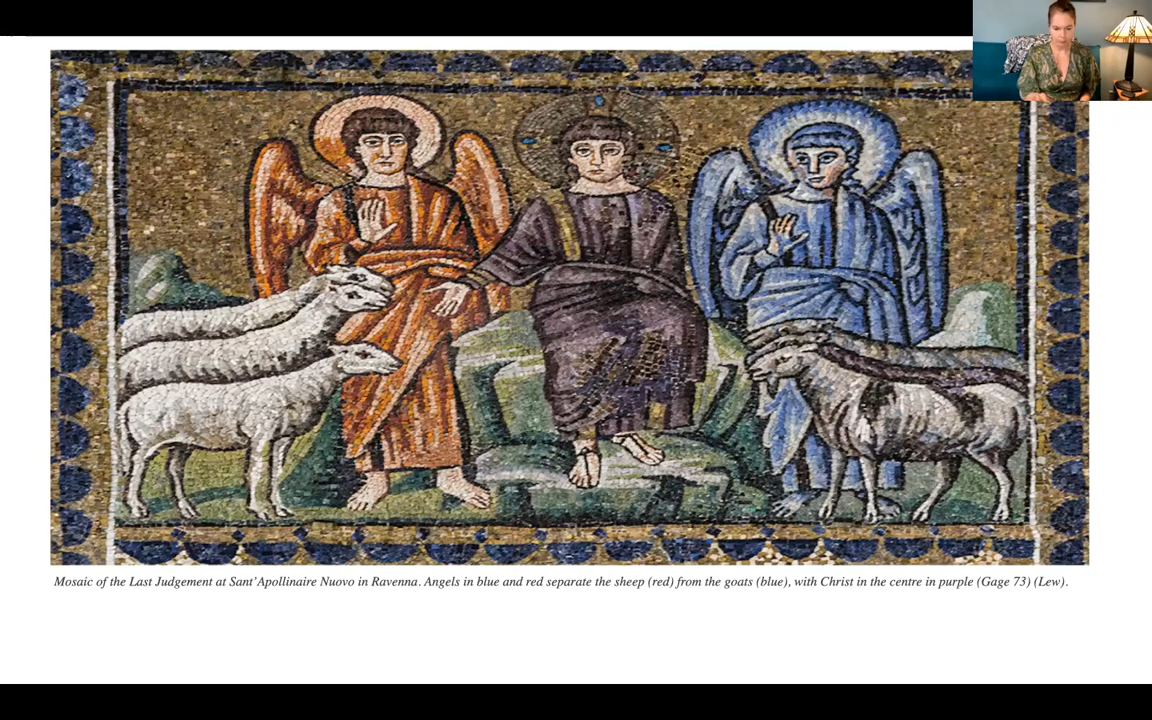 Mosaic of the Last Judgement at Sant'Apollinaire Nuovo in Ravenna. Angels in blue and red separate the sheep (red) from the goats (blue), with Christ in the centre in purple (Gage 73) (Lew).